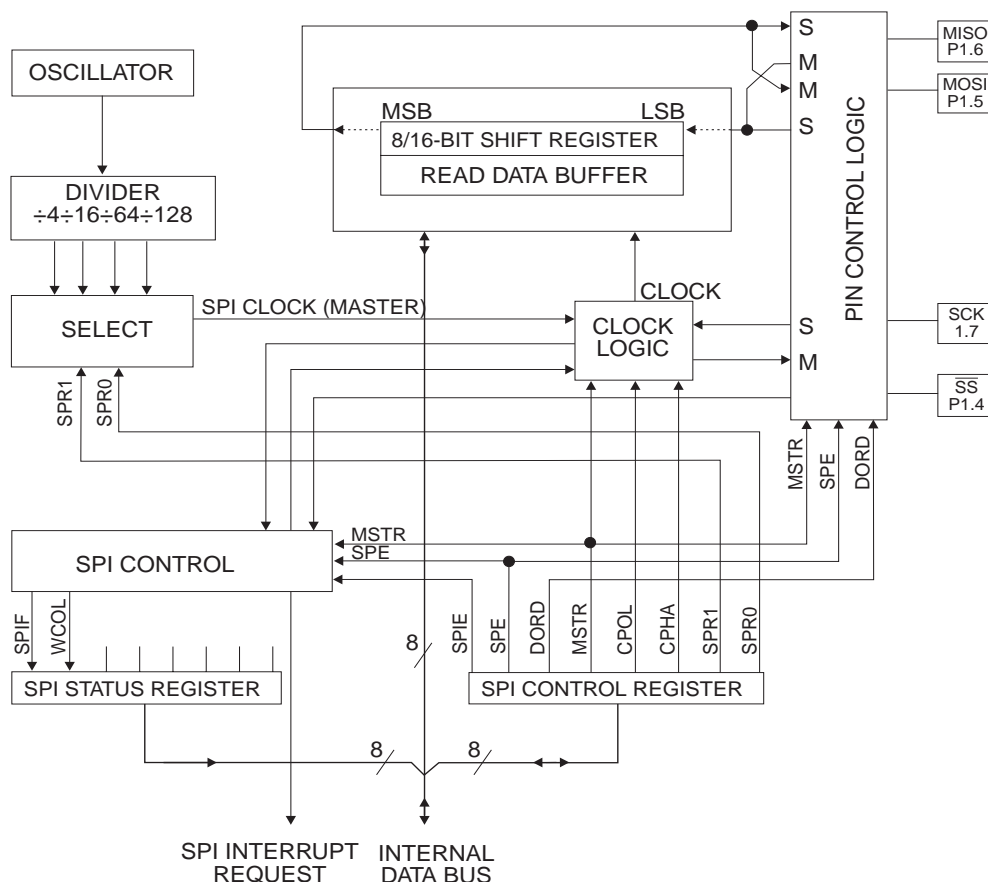 OSCILLATOR
DIVIDER
÷4÷16÷64÷128
SELECT
SPI CLOCK (MASTER)
SPR1
SPR0
MSB
LSB
8/16-BIT SHIFT REGISTER
READ DATA BUFFER
CLOCK
CLOCK
LOGIC
S
M
M
S
S
M
PIN CONTROL LOGIC
MISO
P1.6
MOSI
P1.5
SCK
1.7
SS
P1.4
MSTR
SPE
DORD
MSTR
SPE
SPI CONTROL
SPIF
WCOL
SPI STATUS REGISTER
SPIE
SPE
DORD
MSTR
CPOL
CPHA
SPR1
SPR0
SPI CONTROL REGISTER
8
8
8
SPI INTERRUPT
REQUEST
INTERNAL
DATA BUS